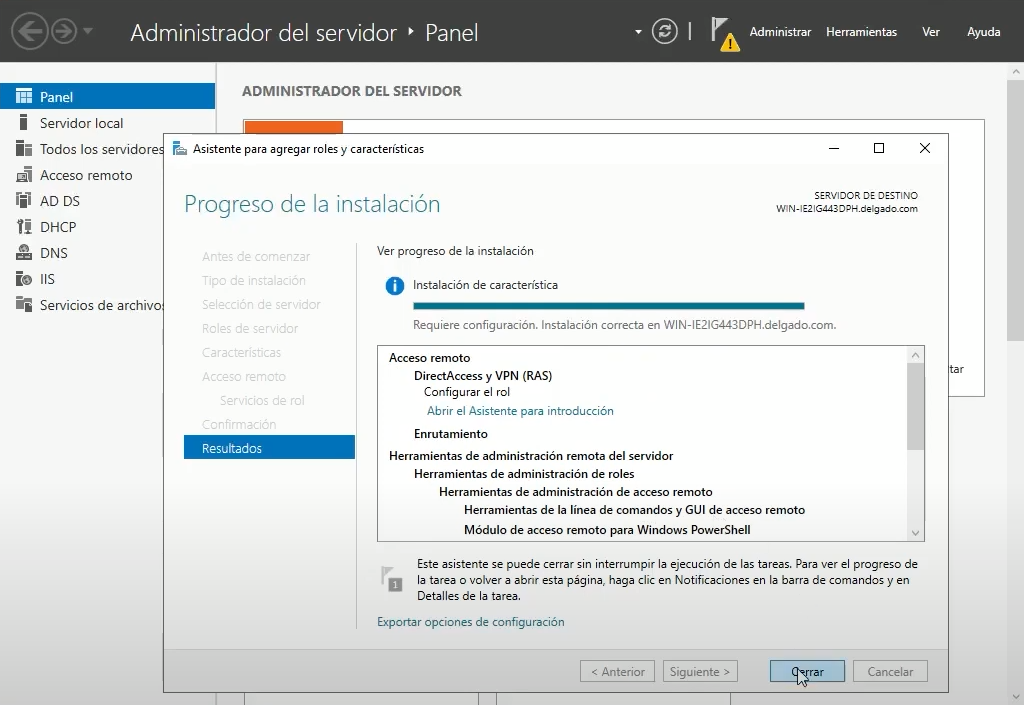 Administrador del servidor ‣ Panel
Administrar Herramientas Ver Ayuda
Panel
Servidor local
Todos los servidores
Acceso remoto
AD DS
DHCP
DNS
IIS
Servicios de archivos
ADMINISTRADOR DEL SERVIDOR
Asistente para agregar roles y características
Progreso de la instalación
SERVIDOR DE DESTINO
WIN-IE2IG443DPH.delgado.com
Antes de comenzar
Tipo de instalación
Selección de servidor
Roles de servidor
Características
Acceso remoto
Servicios de rol
Confirmación
Resultados
Ver progreso de la instalación
Instalación de característica
Requiere configuración. Instalación correcta en WIN-IE2IG443DPH.delgado.com.
Acceso remoto
DirectAccess y VPN (RAS)
Configurar el rol
Abrir el Asistente para introducción
Enrutamiento
Herramientas de administración remota del servidor
Herramientas de administración de roles
Herramientas de administración de acceso remoto
Herramientas de la línea de comandos y GUI de acceso remoto
Módulo de acceso remoto para Windows PowerShell
tar
1
Este asistente se puede cerrar sin interrumpir la ejecución de las tareas. Para ver el progreso de
la tarea o volver a abrir esta página, haga clic en Notificaciones en la barra de comandos y en
Detalles de la tarea.
Exportar opciones de configuración
< Anterior Siguiente > Cerrar Cancelar